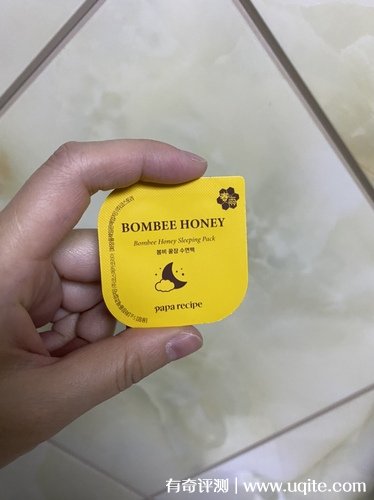 BOMBEE HONEY
Bombee Honey Sleeping Pack
봄비 꿀잠 수면팩
papa recipe
有奇评测 | www.uqite.com